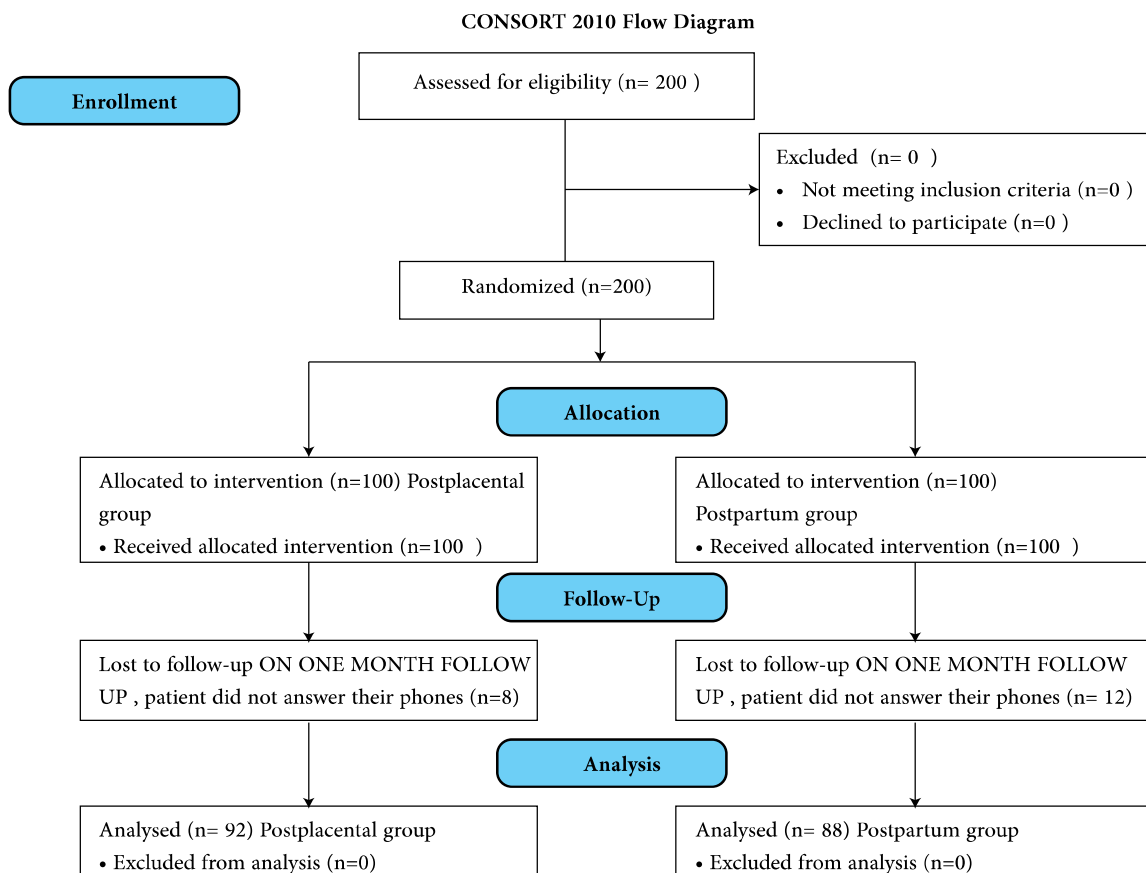 CONSORT 2010 Flow Diagram
Assessed for eligibility (n= 200 )
Enrollment
Excluded (n= 0 )
• Not meeting inclusion criteria (n=0 )
• Declined to participate (n=0 )
Randomized (n=200)
Allocation
Allocated to intervention (n=100) Postplacental
group
• Received allocated intervention (n=100 )
Allocated to intervention (n=100)
Postpartum group
• Received allocated intervention (n=100 )
Follow-Up
Lost to follow-up ON ONE MONTH FOLLOW
UP , patient did not answer their phones (n=8)
Lost to follow-up ON ONE MONTH FOLLOW
UP , patient did not answer their phones (n= 12)
Analysis
Analysed (n= 92) Postplacental group
• Excluded from analysis (n=0)
Analysed (n= 88) Postpartum group
• Excluded from analysis (n=0)